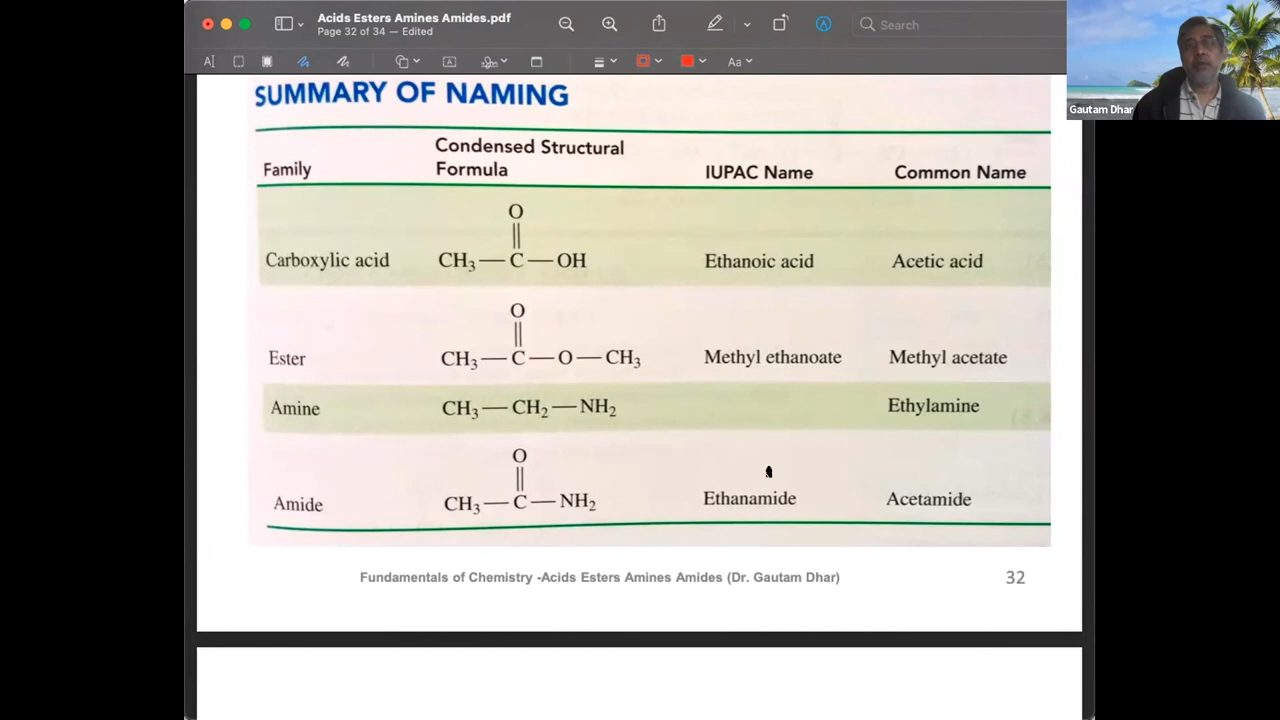 Acids Esters Amines Amides.pdf
Page 32 of 34 — Edited
Search
Gautam Dhar
SUMMARY OF NAMING
Family
Condensed Structural
Formula
IUPAC Name
Common Name
O
||
Carboxylic acid CH₃—C—OH Ethanoic acid Acetic acid
O
||
Ester CH₃—C—O—CH₃ Methyl ethanoate Methyl acetate
Amine CH₃—CH₂—NH₂ Ethylamine
O
||
Amide CH₃—C—NH₂ Ethanamide Acetamide
Fundamentals of Chemistry -Acids Esters Amines Amides (Dr. Gautam Dhar) 32